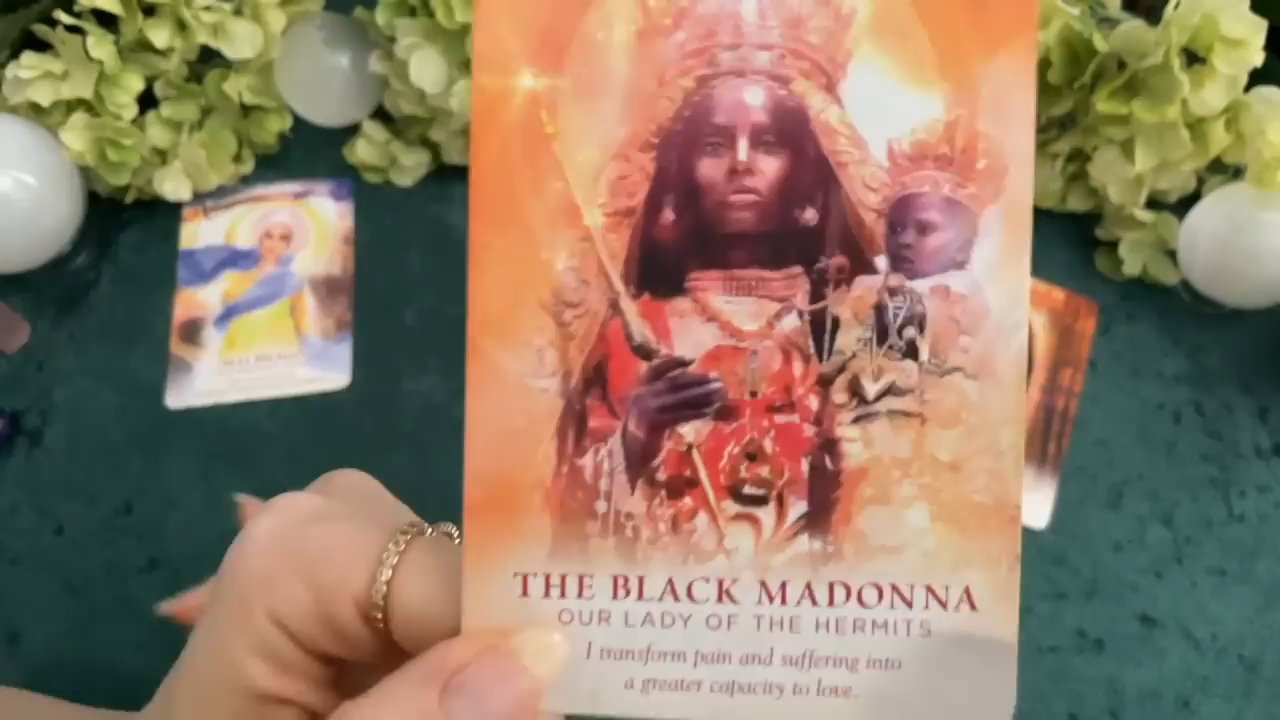 THE BLACK MADONNA
OUR LADY OF THE HERMITS
I transform pain and suffering into
a greater capacity to love.